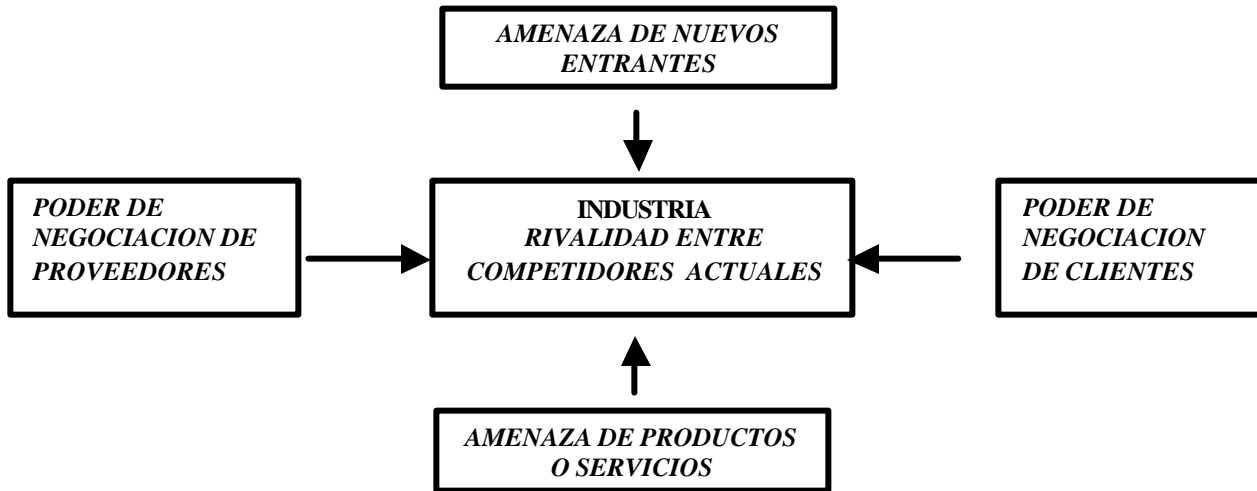 AMENAZA DE NUEVOS
ENTRANTES
PODER DE
NEGOCIACION DE
PROVEEDORES
INDUSTRIA
RIVALIDAD ENTRE
COMPETIDORES ACTUALES
PODER DE
NEGOCIACION
DE CLIENTES
AMENAZA DE PRODUCTOS
O SERVICIOS